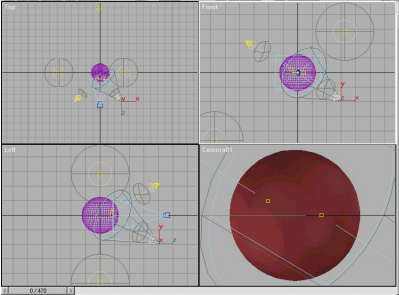 Top
Front
Left
Camera01
y
x
z
y
x
y
z
< 0 / 470 >